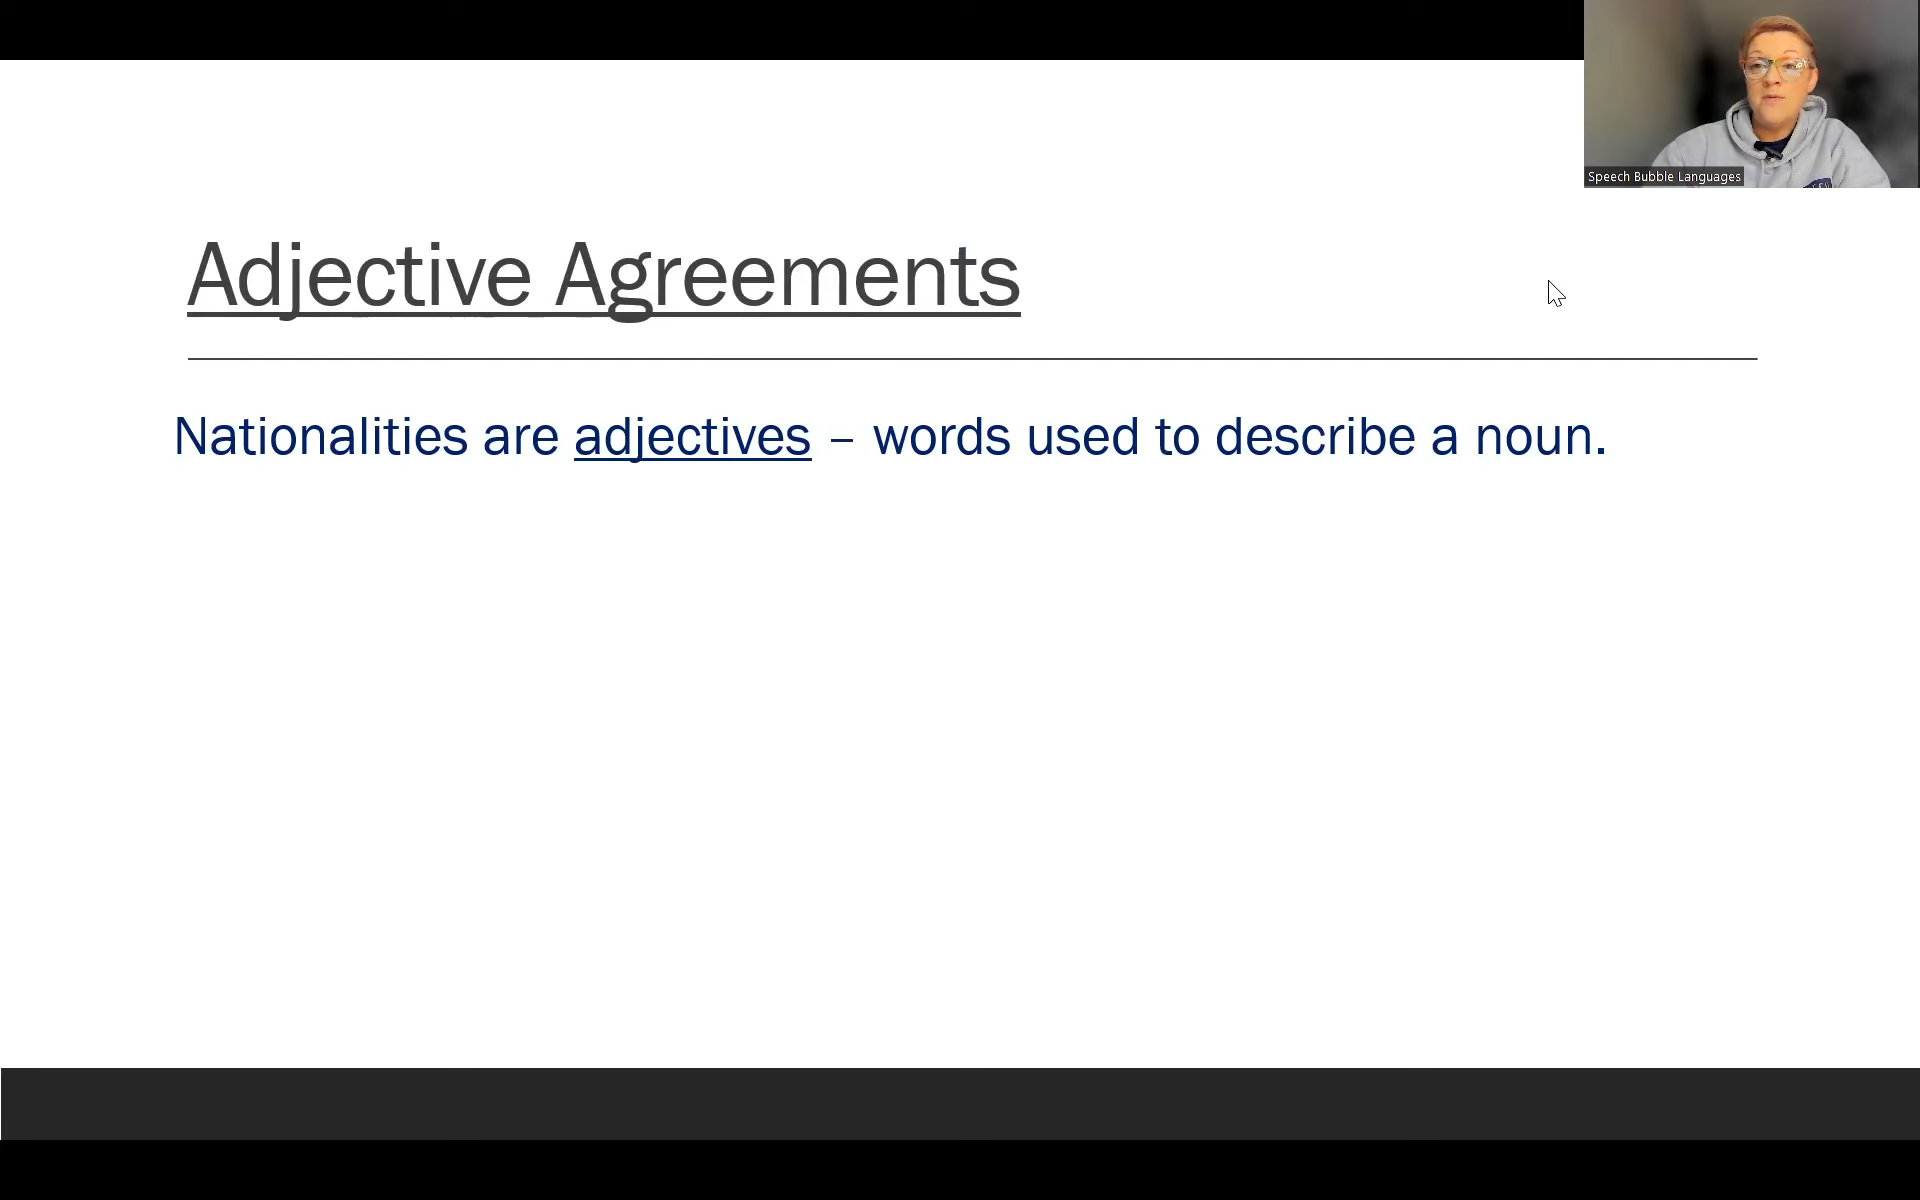 Speech Bubble Languages
Adjective Agreements
Nationalities are adjectives – words used to describe a noun.